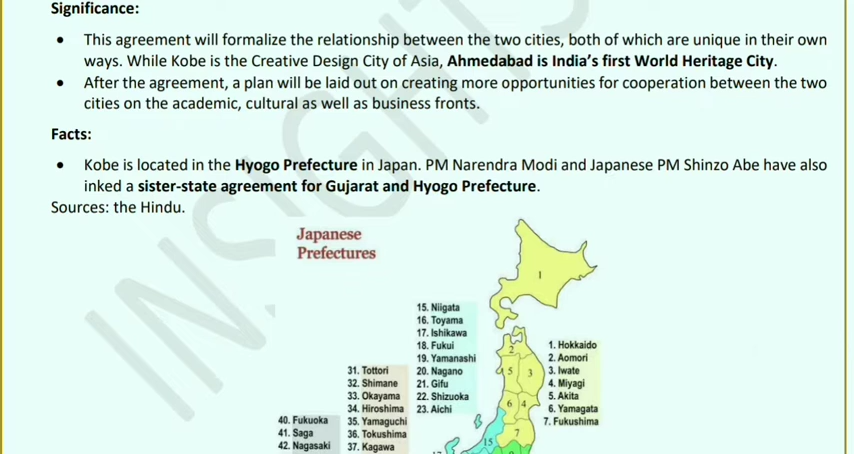 Significance:
• This agreement will formalize the relationship between the two cities, both of which are unique in their own
ways. While Kobe is the Creative Design City of Asia, Ahmedabad is India's first World Heritage City.
• After the agreement, a plan will be laid out on creating more opportunities for cooperation between the two
cities on the academic, cultural as well as business fronts.
Facts:
• Kobe is located in the Hyogo Prefecture in Japan. PM Narendra Modi and Japanese PM Shinzo Abe have also
inked a sister-state agreement for Gujarat and Hyogo Prefecture.
Sources: the Hindu.
INSIGHTS
Japanese
Prefectures
15. Niigata
16. Toyama
17. Ishikawa
18. Fukui
19. Yamanashi
20. Nagano
21. Gifu
22. Shizuoka
23. Aichi
31. Tottori
32. Shimane
33. Okayama
34. Hiroshima
35. Yamaguchi
36. Tokushima
37. Kagawa
40. Fukuoka
41. Saga
42. Nagasaki
1. Hokkaido
2. Aomori
3. Iwate
4. Miyagi
5. Akita
6. Yamagata
7. Fukushima
1
2
5 3
6 4
7
15